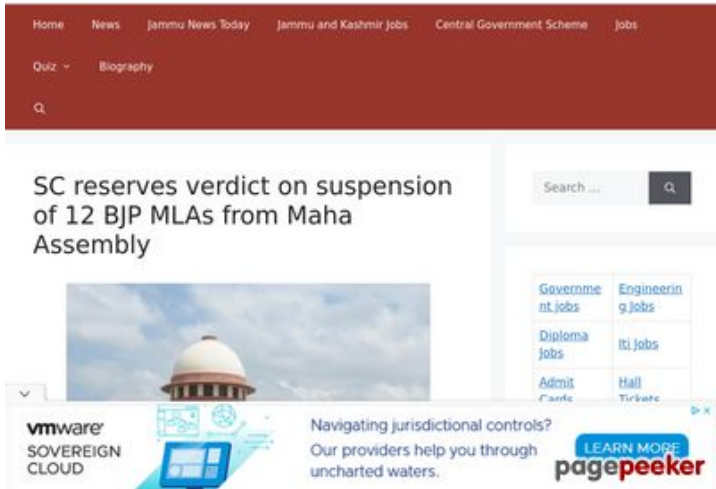 Home News Jammu News Today Jammu and Kashmir Jobs Central Government Scheme Jobs
Quiz Biography
SC reserves verdict on suspension
of 12 BJP MLAs from Maha
Assembly
Search ...
Governme
nt jobs
Engineerin
g Jobs
Diploma
Jobs
Iti Jobs
Admit
Cards
Hall
Tickets
vmware
SOVEREIGN
CLOUD
Navigating jurisdictional controls?
Our providers help you through
uncharted waters.
LEARN MORE
pagepeeker